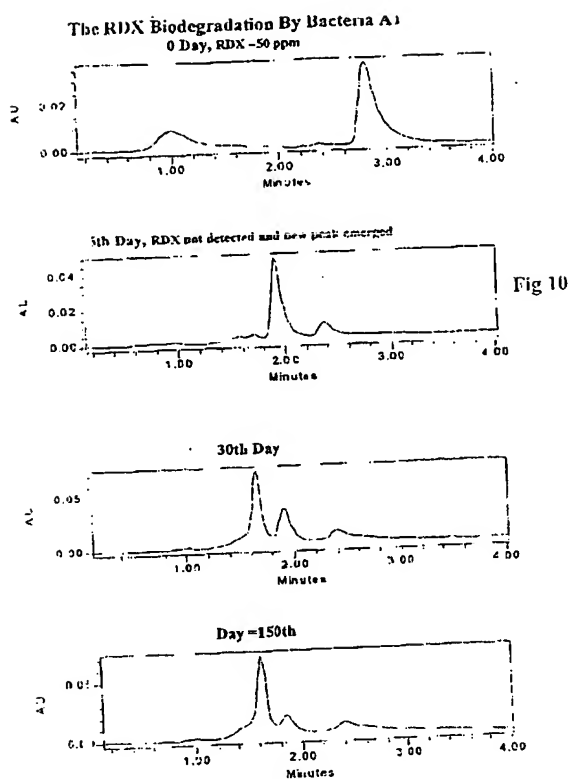 The RDX Biodegradation By Bacteria A1
0 Day, RDX ~50 ppm
AU
0.02
0.00
1.00 2.00 3.00 4.00
Minutes
5th Day, RDX not detected and new peak emerged
0.04
0.02
0.00
1.00 2.00 3.00 4.00
Minutes
Fig 10
30th Day
0.05
0.00
1.00 2.00 3.00 4.00
Minutes
Day =150th
AU
1.00 2.00 3.00 4.00
Minutes